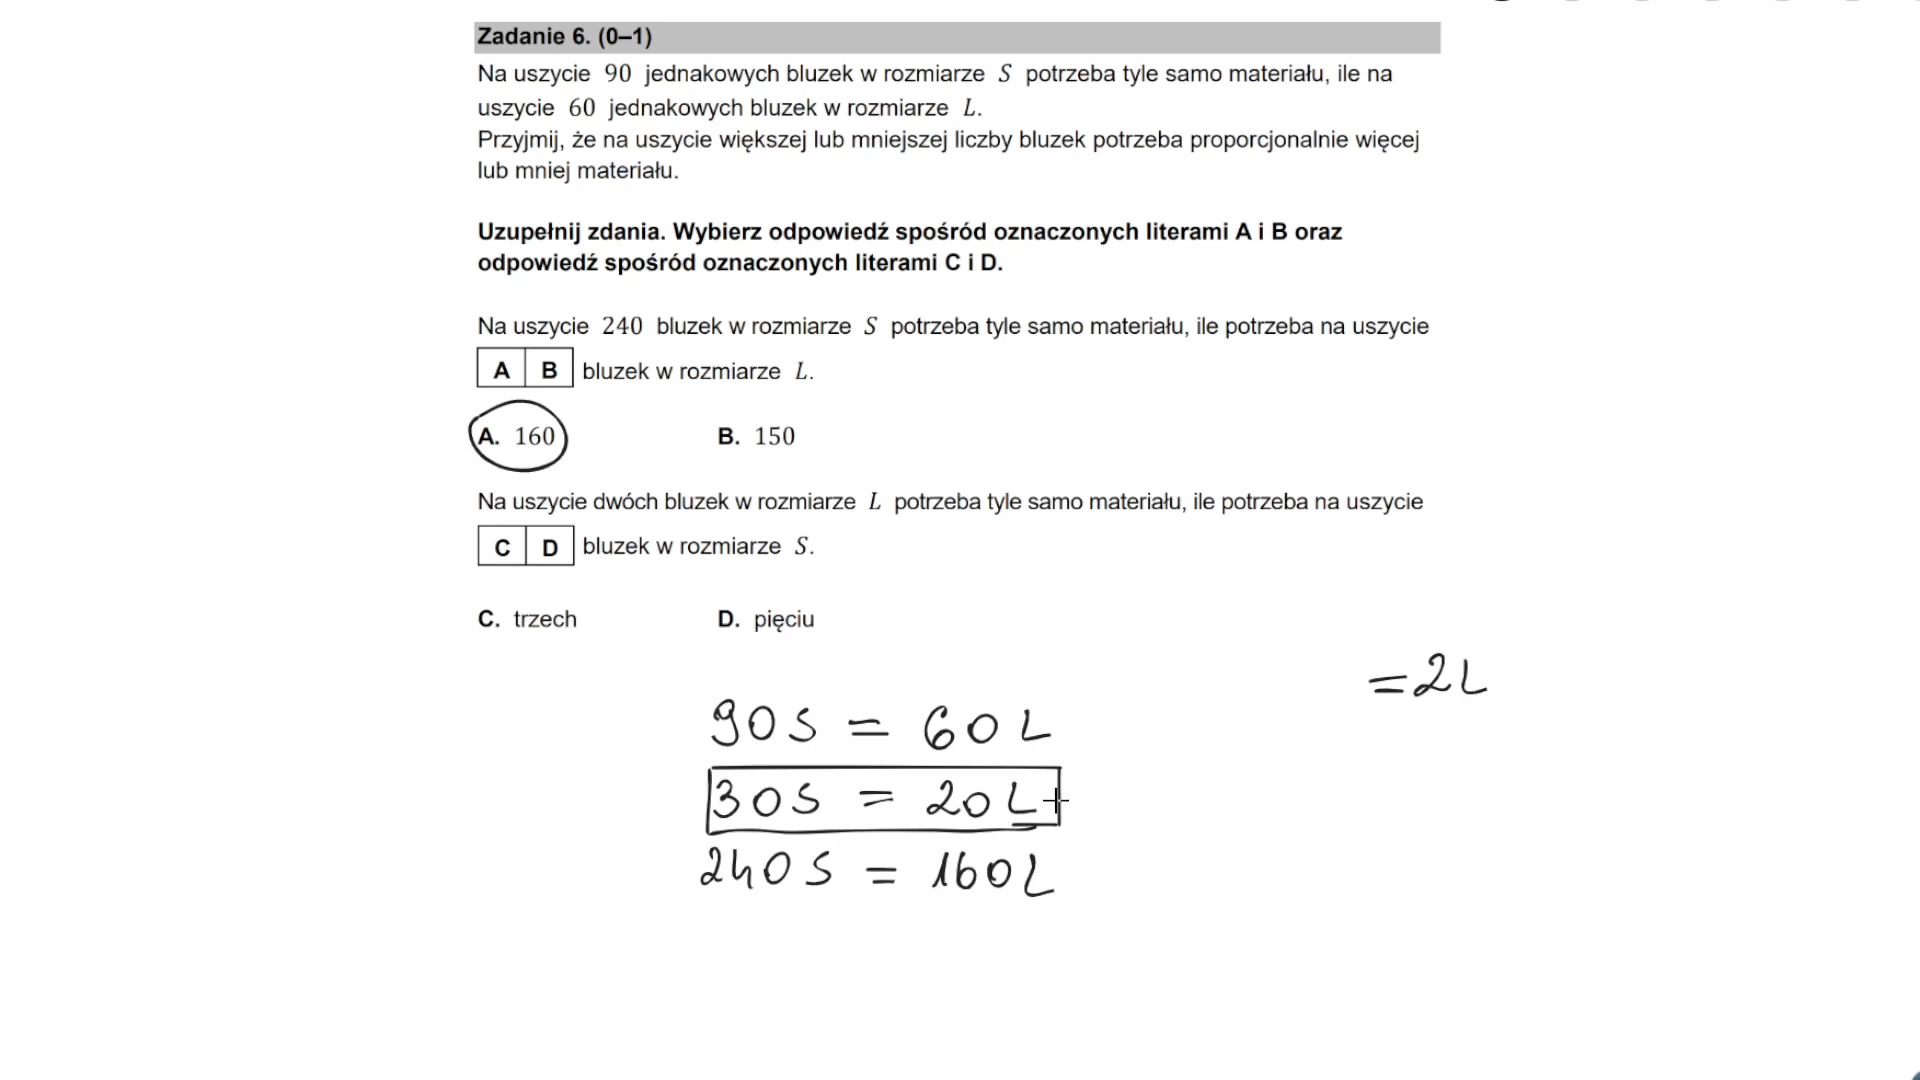 Zadanie 6. (0–1)
Na uszycie 90 jednakowych bluzek w rozmiarze S potrzeba tyle samo materiału, ile na
uszycie 60 jednakowych bluzek w rozmiarze L.
Przyjmij, że na uszycie większej lub mniejszej liczby bluzek potrzeba proporcjonalnie więcej
lub mniej materiału.
Uzupełnij zdania. Wybierz odpowiedź spośród oznaczonych literami A i B oraz
odpowiedź spośród oznaczonych literami C i D.
Na uszycie 240 bluzek w rozmiarze S potrzeba tyle samo materiału, ile potrzeba na uszycie
A B bluzek w rozmiarze L.
A. 160 B. 150
Na uszycie dwóch bluzek w rozmiarze L potrzeba tyle samo materiału, ile potrzeba na uszycie
C D bluzek w rozmiarze S.
C. trzech D. pięciu
= 2L
90S = 60L
30S = 20L
240S = 160L